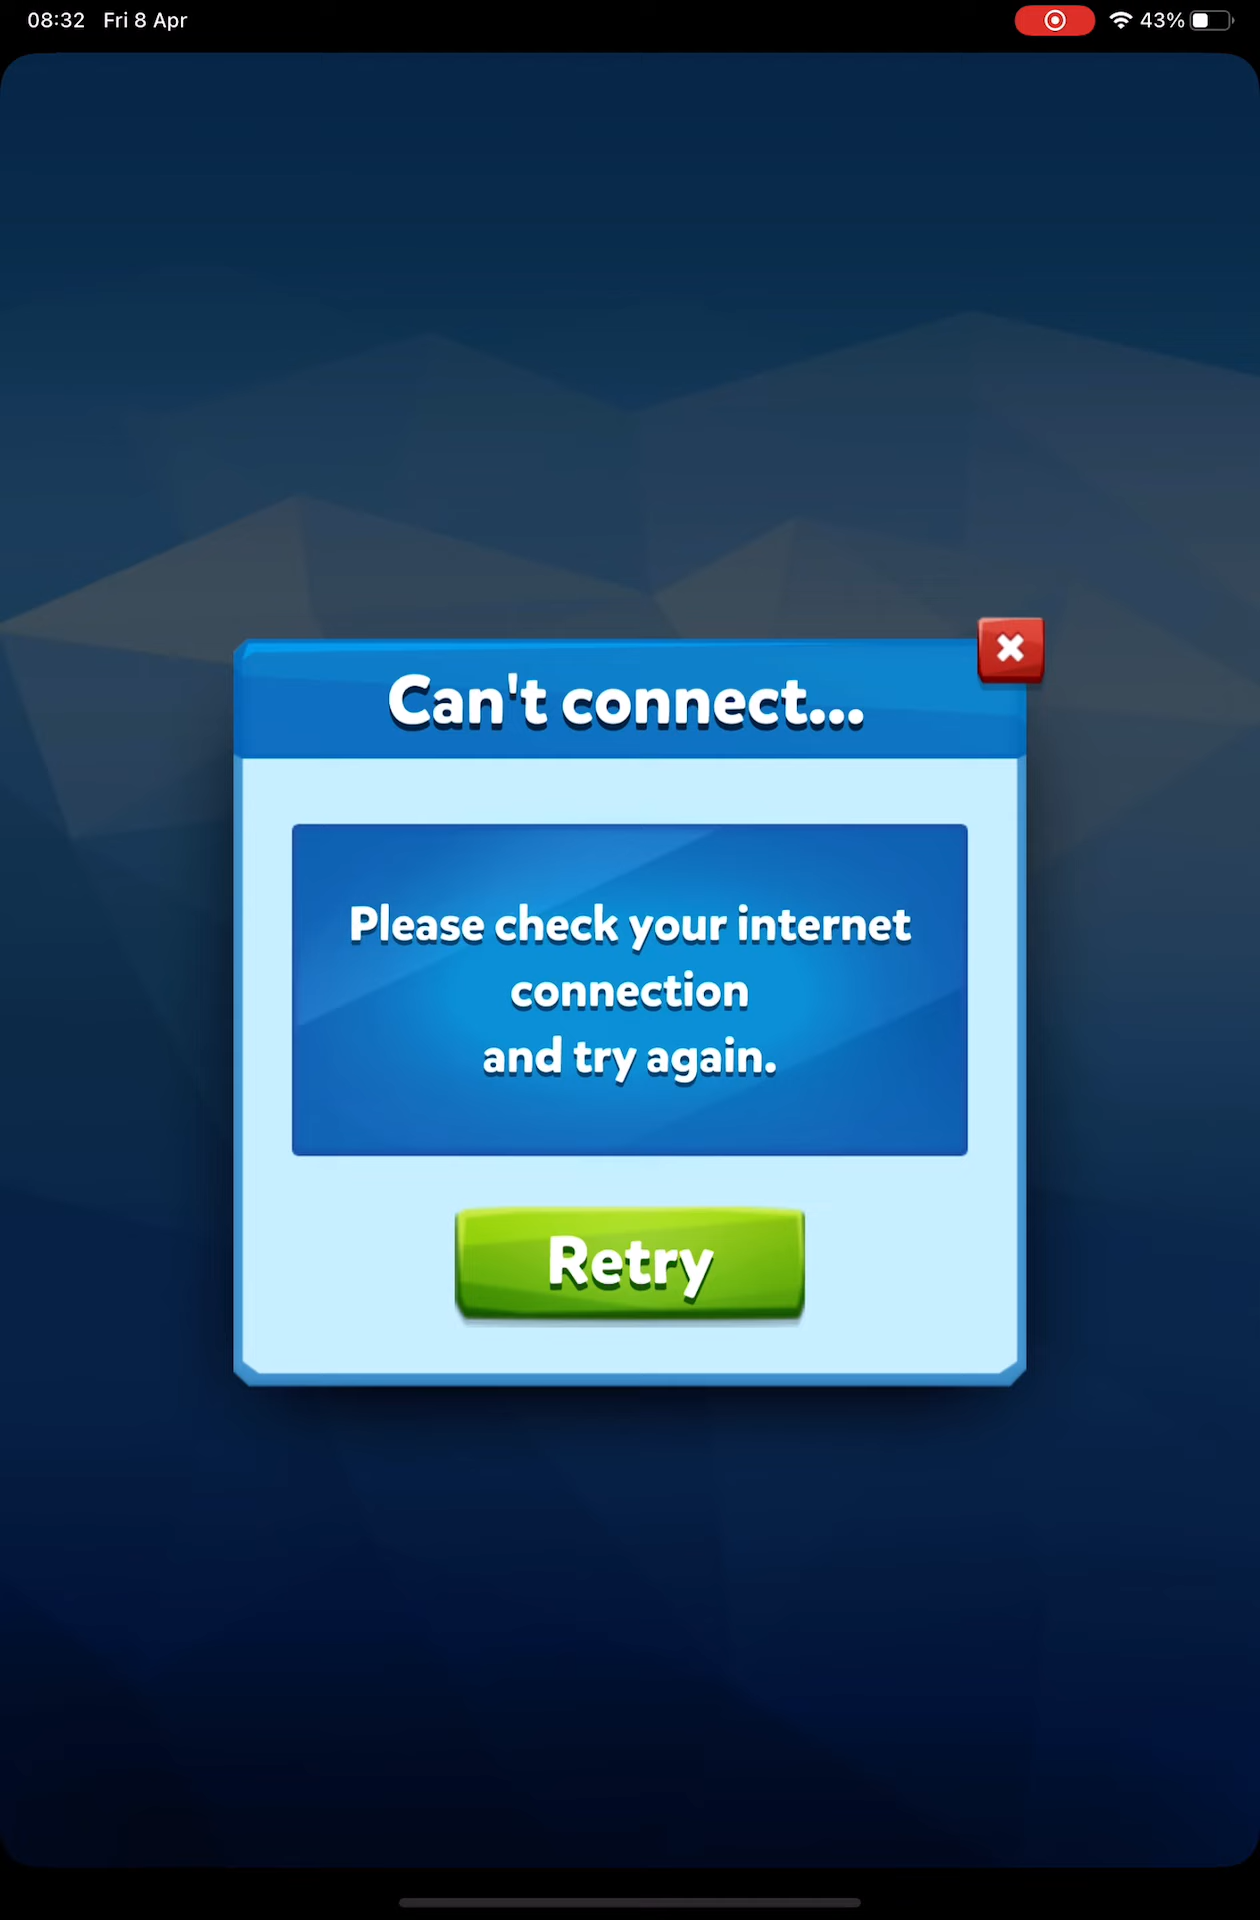 08:32 Fri 8 Apr 43%
Can't connect...
Please check your internet
connection
and try again.
Retry